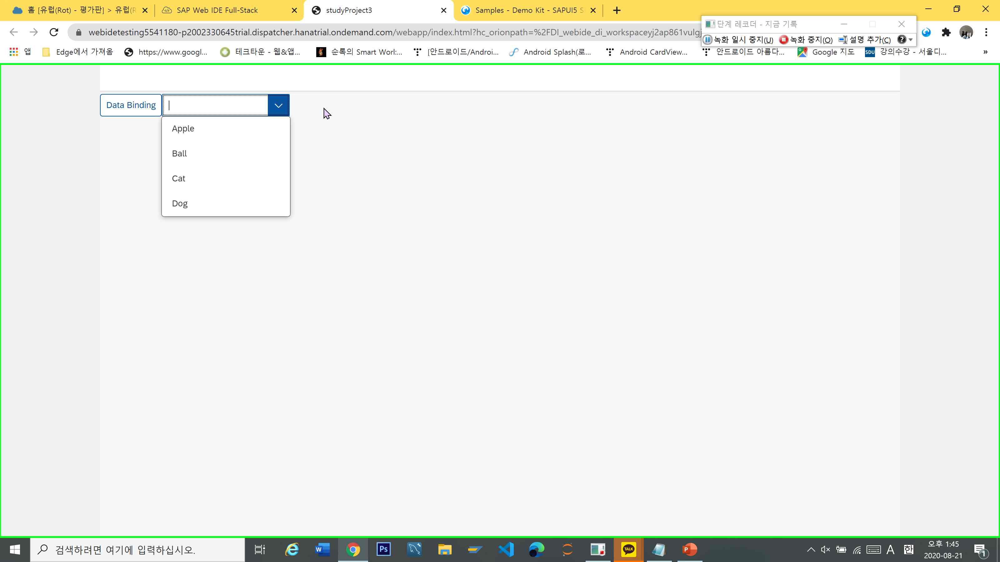 홈 [유럽(Rot) - 평가판] > 유럽(R
SAP Web IDE Full-Stack
studyProject3
Samples - Demo Kit - SAPUI5 S
단계 레코더 - 지금 기록
webidetesting5541180-p2002330645trial.dispatcher.hanatrial.ondemand.com/webapp/index.html?hc_orionpath=%2FDI_webide_di_workspaceyj2ap861vulgj
녹화 일시 중지(U)
녹화 중지(O)
설명 추가(C)
앱
Edge에서 가져옴
https://www.googl...
테크타운 - 웹&앱...
순록의 Smart Worl:...
[안드로이드/Androi...
Android Splash(로...
Android CardView...
안드로이드 아름다...
Google 지도
SDU
강의수강 - 서울디...
»
Data Binding
Apple
Ball
Cat
Dog
검색하려면 여기에 입력하십시오.
W
Ps
TALK
P
A
한
오후 1:45
2020-08-21
1